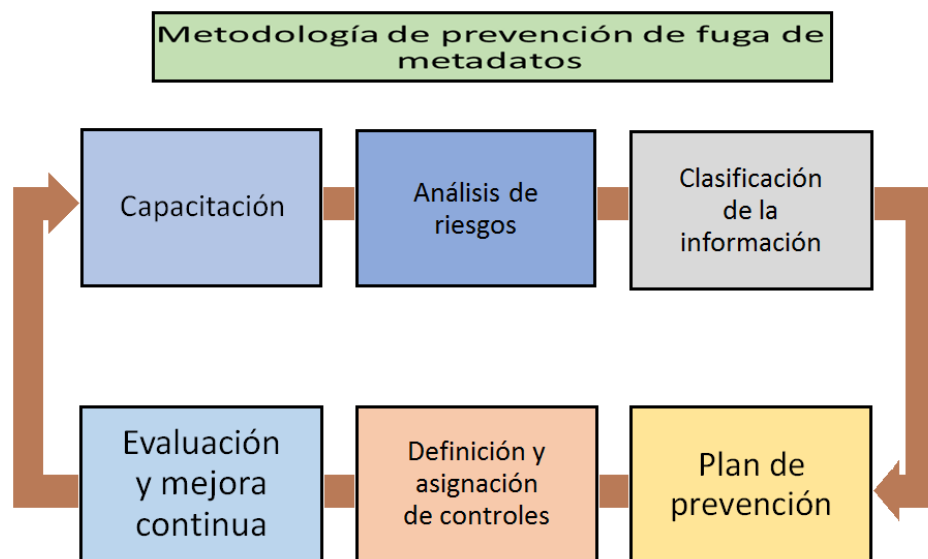 Metodología de prevención de fuga de
metadatos
Capacitación
Análisis de
riesgos
Clasificación
de la
información
Evaluación
y mejora
continua
Definición y
asignación
de controles
Plan de
prevención